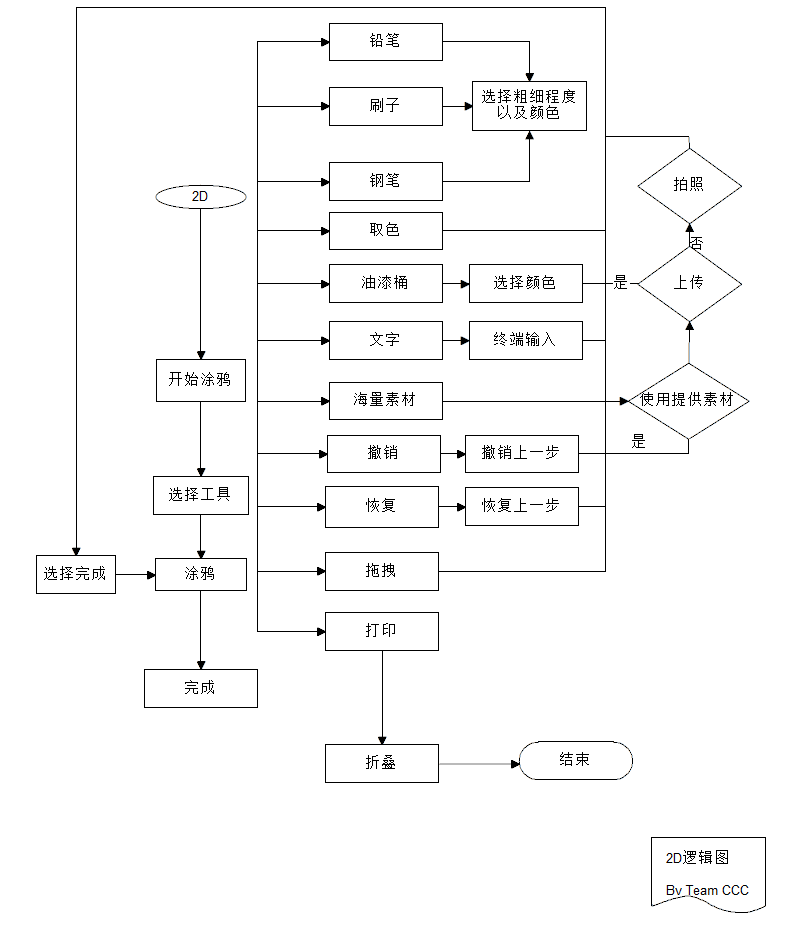 铅笔
刷子
选择粗细程度
以及颜色
钢笔
拍照
2D
取色
否
油漆桶
选择颜色
是
上传
文字
终端输入
开始涂鸦
海量素材
使用提供素材
是
撤销
撤销上一步
选择工具
恢复
恢复上一步
选择完成
涂鸦
拖拽
打印
完成
折叠
结束
2D逻辑图
By Team CCC